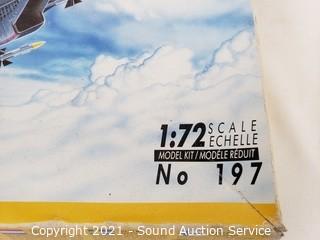 1:72 SCALE
ECHELLE
MODEL KIT / MODÈLE RÉDUIT
No 197
Copyright 2021 - Sound Auction Service